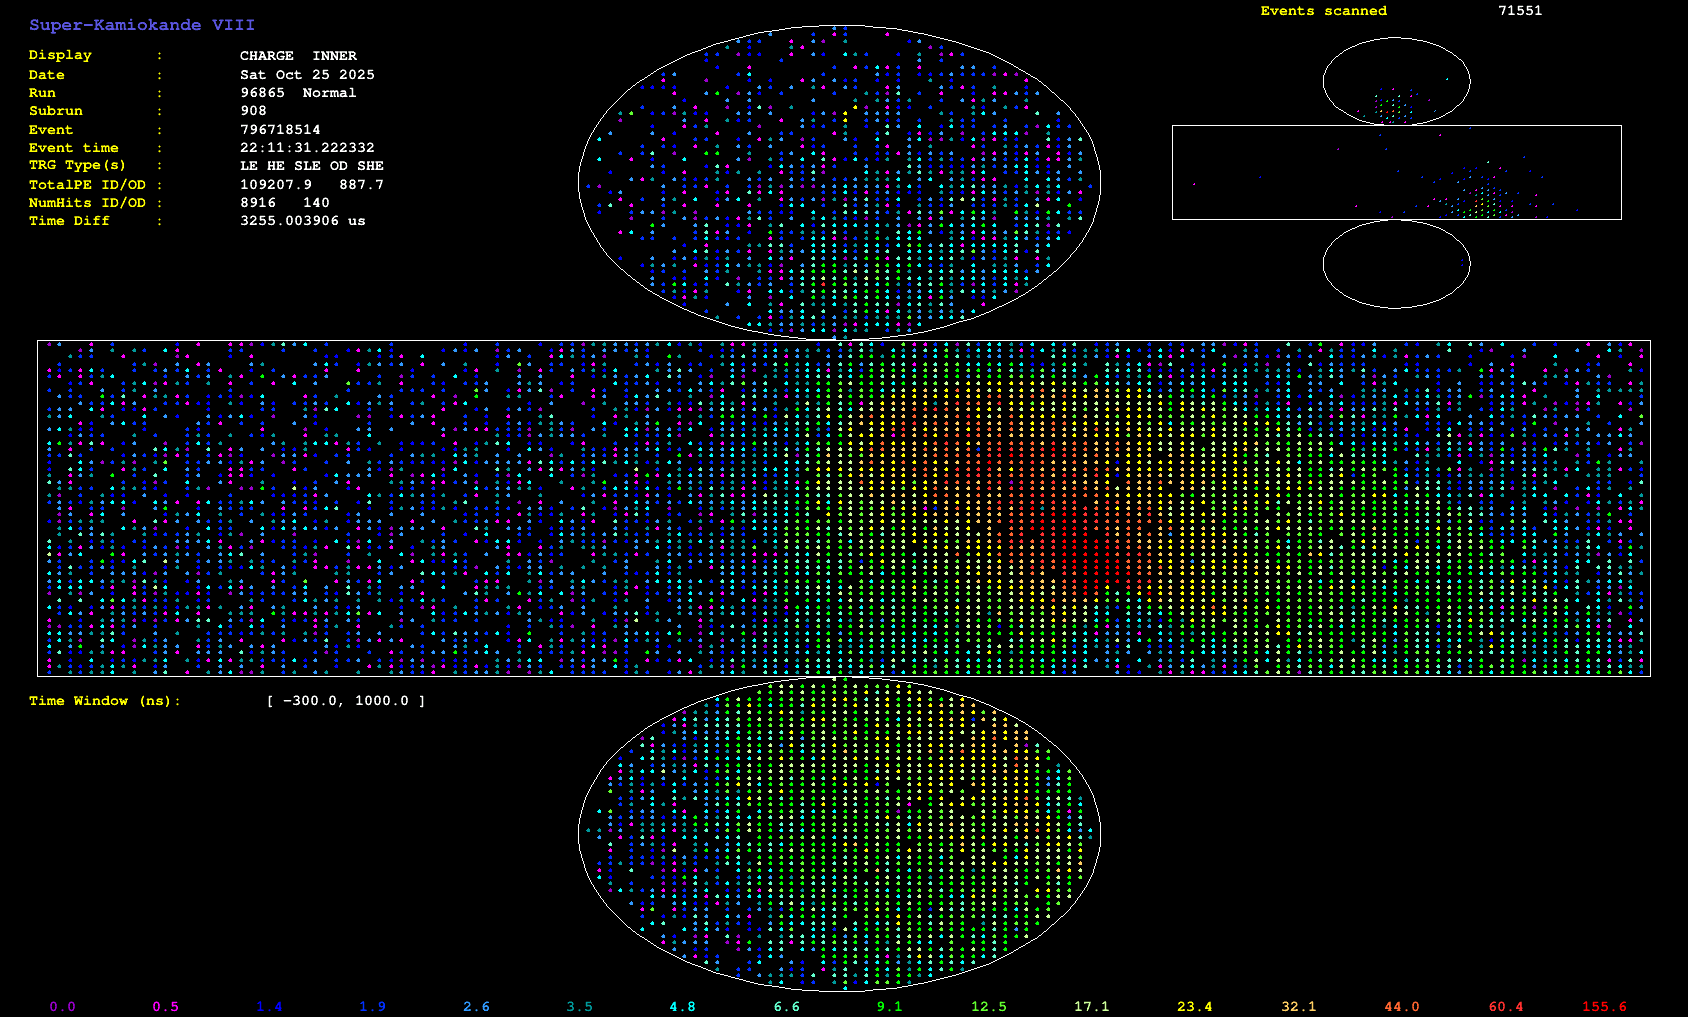 Super-Kamiokande VIII
Events scanned 71551
Display : CHARGE INNER
Date : Sat Oct 25 2025
Run : 96865 Normal
Subrun : 908
Event : 796718514
Event time : 22:11:31.222332
TRG Type(s) : LE HE SLE OD SHE
TotalPE ID/OD : 109207.9 887.7
NumHits ID/OD : 8916 140
Time Diff : 3255.003906 us
Time Window (ns): [ -300.0, 1000.0 ]
0.0 0.5 1.4 1.9 2.6 3.5 4.8 6.6 9.1 12.5 17.1 23.4 32.1 44.0 60.4 155.6